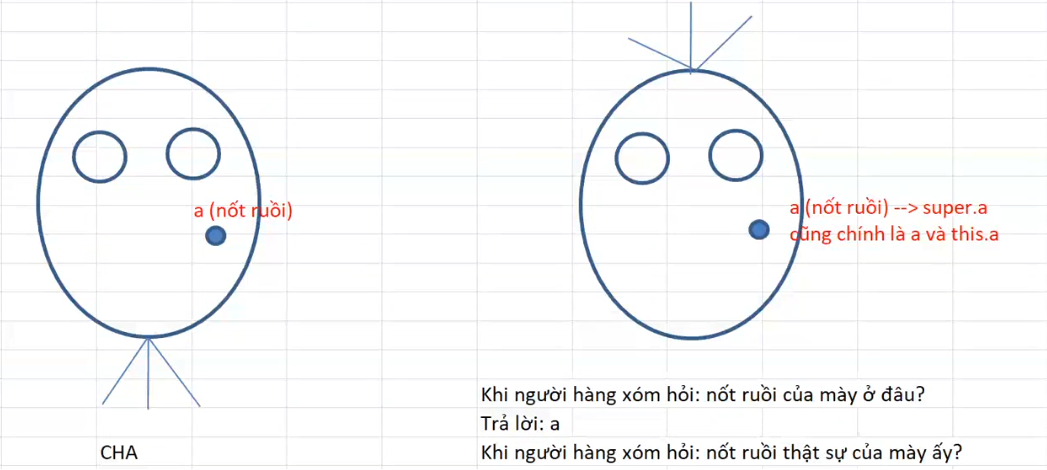 a (nốt ruồi)
a (nốt ruồi) --> super.a
cũng chính là a và this.a
Khi người hàng xóm hỏi: nốt ruồi của mày ở đâu?
Trả lời: a
CHA
Khi người hàng xóm hỏi: nốt ruồi thật sự của mày ấy?